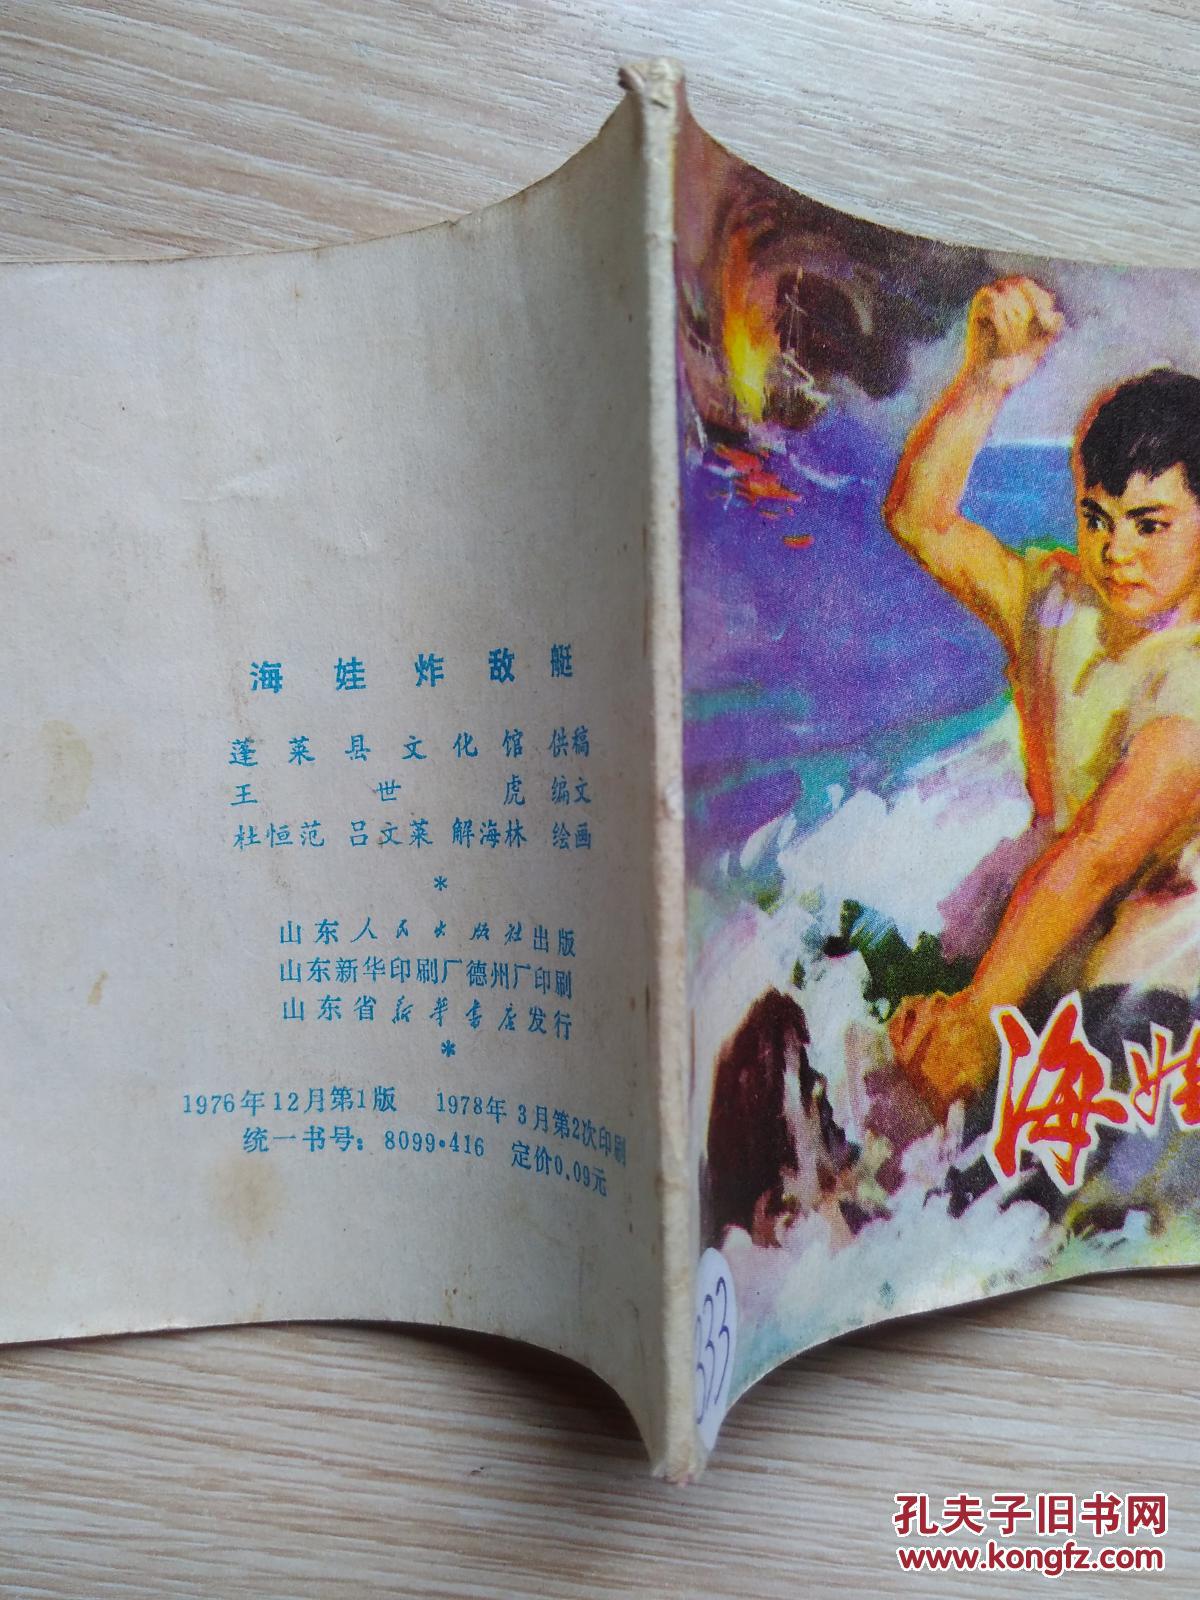 海娃炸敌艇
蓬莱县文化馆 供稿
王世虎 编文
杜恒范 吕文莱 解海林 绘画
*
山东人民出版社出版
山东新华印刷厂德州厂印刷
山东省新华书店发行
*
1976年12月第1版 1978年3月第2次印刷
统一书号：8099·416 定价0.09元
海娃
333
孔夫子旧书网
www.kongfz.com